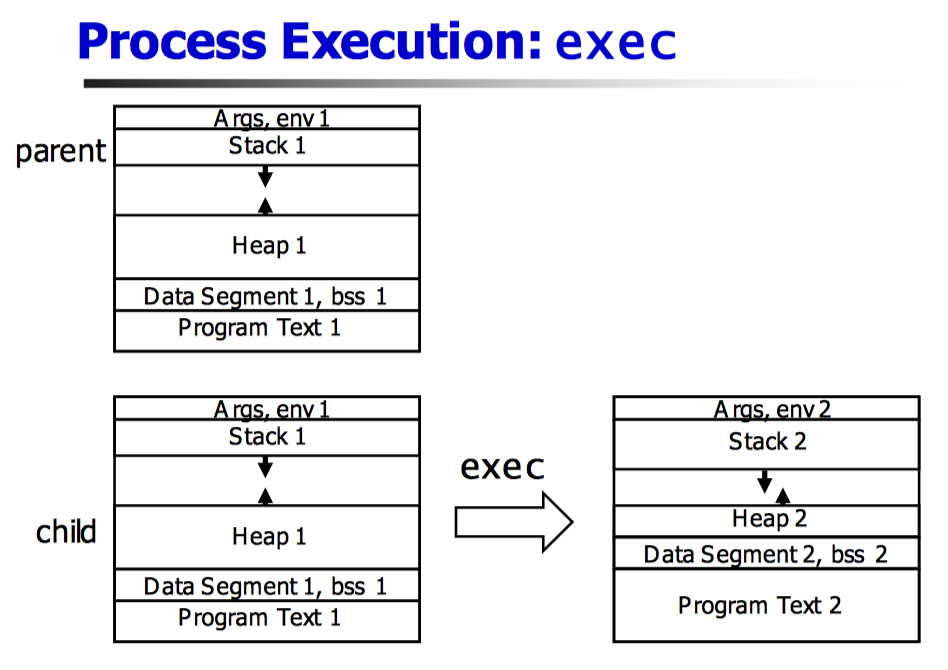 Process Execution: exec
parent
Args, env 1
Stack 1
Heap 1
Data Segment 1, bss 1
Program Text 1
child
Args, env 1
Stack 1
Heap 1
Data Segment 1, bss 1
Program Text 1
exec
Args, env 2
Stack 2
Heap 2
Data Segment 2, bss 2
Program Text 2